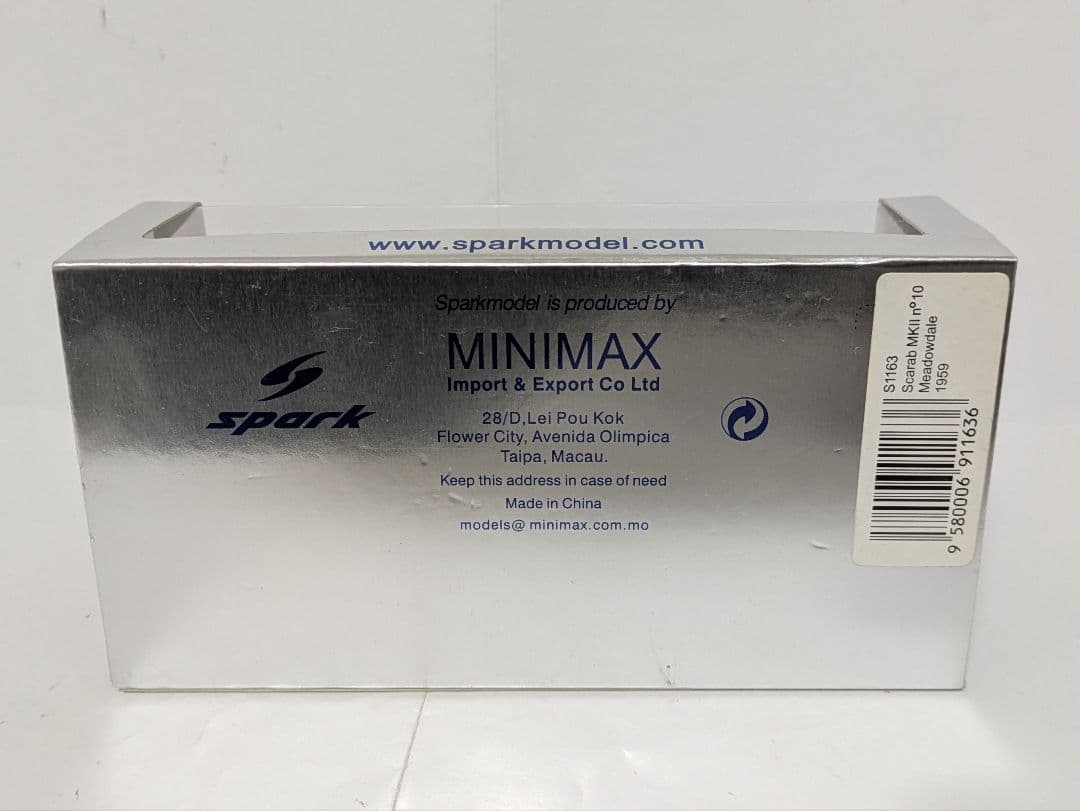 www.sparkmodel.com
Sparkmodel is produced by
MINIMAX
Import & Export Co Ltd
spark
28/D,Lei Pou Kok
Flower City, Avenida Olimpica
Taipa, Macau.
Keep this address in case of need
Made in China
models@ minimax.com.mo
S1163
Scarab MKII nº10
Meadowdale
1959
9 580006 911636